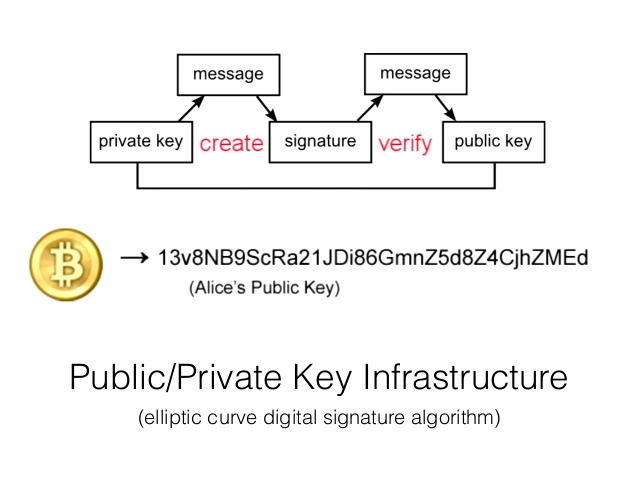 message
message
private key
create
signature
verify
public key
→ 13v8NB9ScRa21JDi86GmnZ5d8Z4CjhZMEd
(Alice's Public Key)
Public/Private Key Infrastructure
(elliptic curve digital signature algorithm)